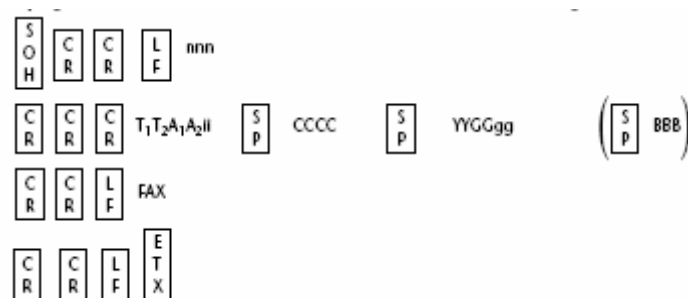 SOH CR CR LF nnn
CR CR CR T₁T₂A₁A₂ii SP CCCC SP YYGGgg (SP BBB)
CR CR LF FAX
CR CR LF ETX